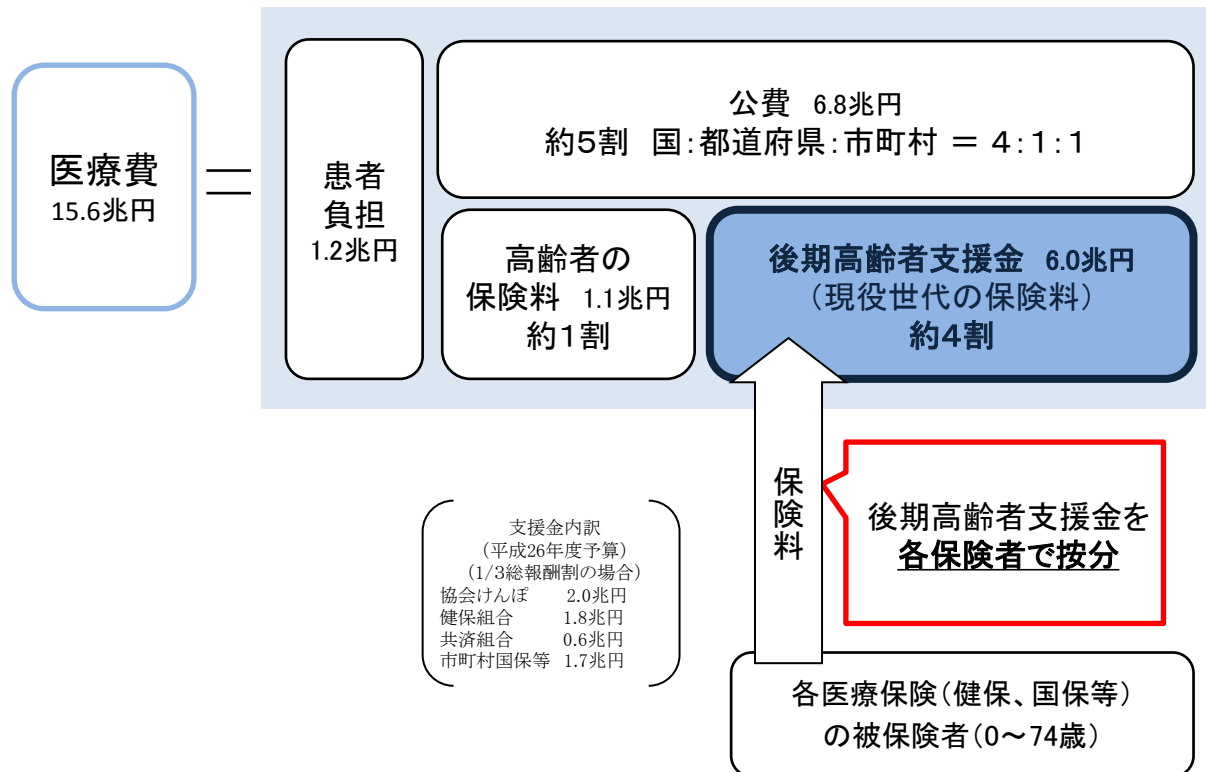 医療費
15.6兆円
＝
患者
負担
1.2兆円
公費 6.8兆円
約5割 国:都道府県:市町村 ＝ 4:1:1
高齢者の
保険料 1.1兆円
約1割
後期高齢者支援金 6.0兆円
(現役世代の保険料)
約4割
保険料
後期高齢者支援金を
各保険者で按分
支援金内訳
(平成26年度予算)
(1/3総報酬割の場合)
協会けんぽ 2.0兆円
健保組合 1.8兆円
共済組合 0.6兆円
市町村国保等 1.7兆円
各医療保険(健保、国保等)
の被保険者(0～74歳)